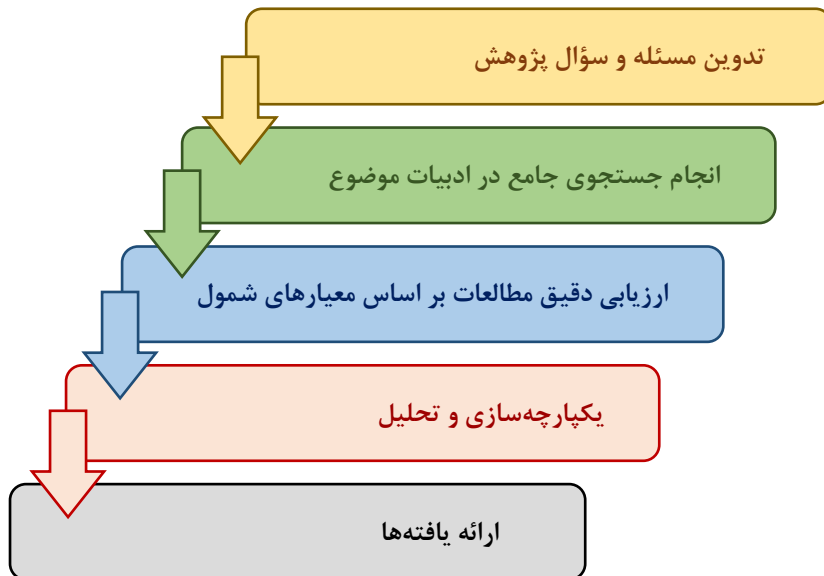 تدوین مسئله و سؤال پژوهش
انجام جستجوی جامع در ادبیات موضوع
ارزیابی دقیق مطالعات بر اساس معیارهای شمول
یکپارچه‌سازی و تحلیل
ارائه یافته‌ها